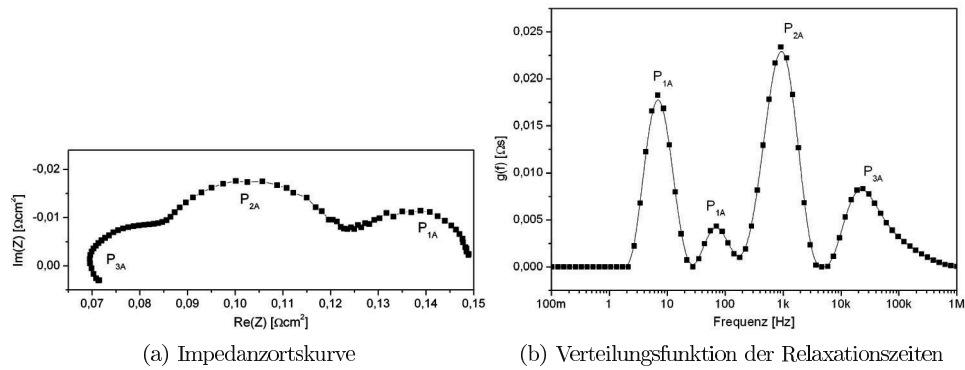 -0,02
-0,01
0,00
Im(Z) [Ωcm²]
P2A
P1A
P3A
0,07 0,08 0,09 0,10 0,11 0,12 0,13 0,14 0,15
Re(Z) [Ωcm²]
(a) Impedanzortskurve
0,025
0,020
0,015
0,010
0,005
0,000
g(f) [Ωs]
P2A
P1A
P3A
P1A
100m 1 10 100 1k 10k 100k 1M
Frequenz [Hz]
(b) Verteilungsfunktion der Relaxationszeiten